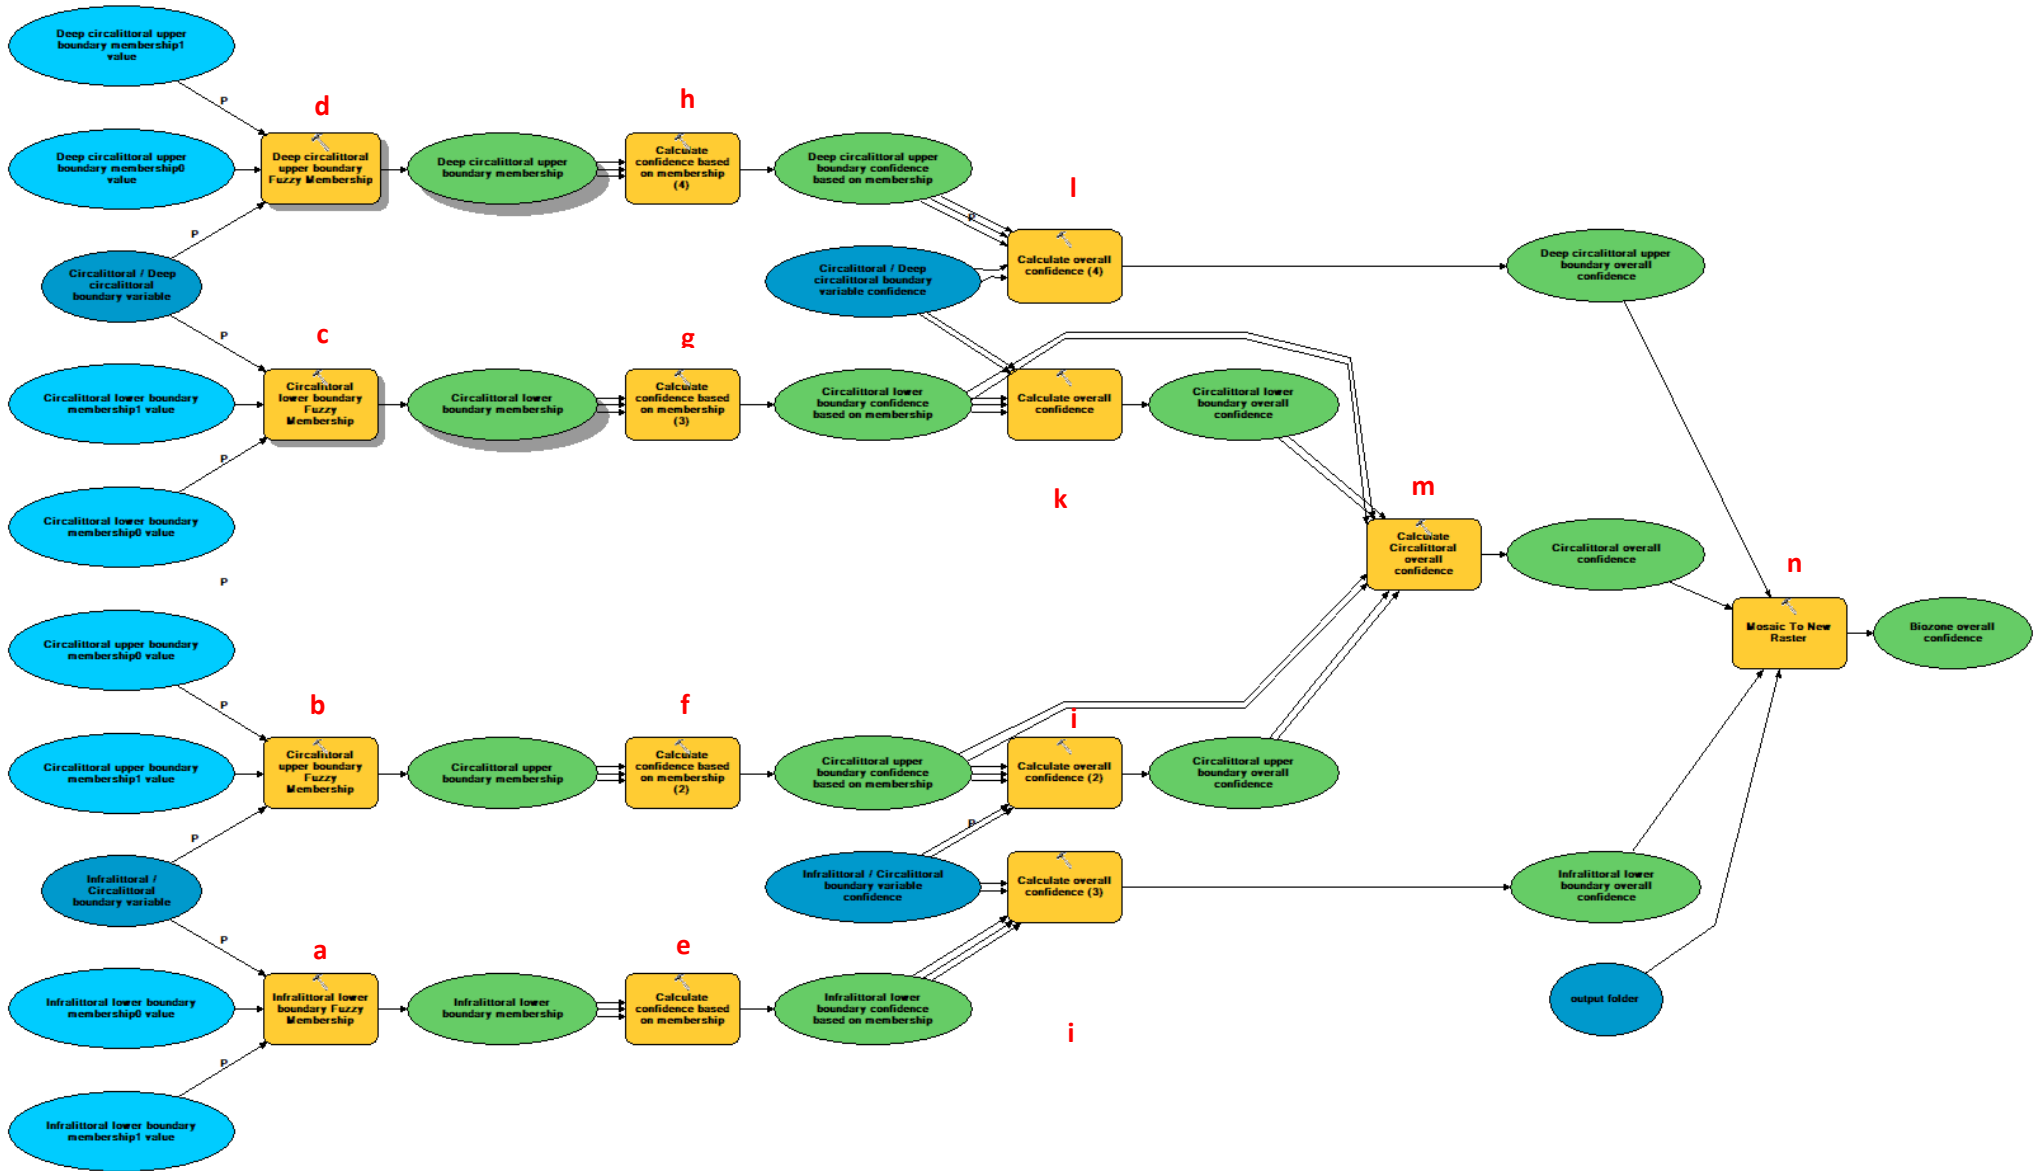 Deep circalittoral upper
boundary membership1
value
P
d
h
Deep circalittoral upper
boundary membership0
value
Deep circalittoral
upper boundary
Fuzzy Membership
Deep circalittoral upper
boundary membership
Calculate
confidence based
on membership
(4)
Deep circalittoral upper
boundary confidence
based on membership
l
P
P
Circalittoral / Deep
circalittoral
boundary variable
Circalittoral / Deep
circalittoral boundary
variable confidence
Calculate overall
confidence (4)
Deep circalittoral upper
boundary overall
confidence
P
c
g
Circalittoral lower boundary
membership1 value
Circalittoral
lower boundary
Fuzzy
Membership
Circalittoral lower
boundary membership
Calculate
confidence based
on membership
(3)
Circalittoral lower
boundary confidence
based on membership
Calculate overall
confidence
Circalittoral lower
boundary overall
confidence
P
k
m
Circalittoral lower boundary
membership0 value
Calculate
Circalittoral
overall
confidence
Circalittoral overall
confidence
P
n
Circalittoral upper boundary
membership0 value
Mosaic To New
Raster
Biozone overall
confidence
P
b
f
i
Circalittoral upper boundary
membership1 value
Circalittoral
upper boundary
Fuzzy
Membership
Circalittoral upper
boundary membership
Calculate
confidence based
on membership
(2)
Circalittoral upper
boundary confidence
based on membership
Calculate overall
confidence (2)
Circalittoral upper
boundary overall
confidence
P
P
Infralittoral /
Circalittoral
boundary variable
Infralittoral / Circalittoral
boundary variable
confidence
Calculate overall
confidence (3)
Infralittoral lower
boundary overall
confidence
P
a
e
Infralittoral lower boundary
membership0 value
Infralittoral lower
boundary Fuzzy
Membership
Infralittoral lower
boundary membership
Calculate
confidence based
on membership
Infralittoral lower
boundary confidence
based on membership
output folder
i
P
Infralittoral lower boundary
membership1 value